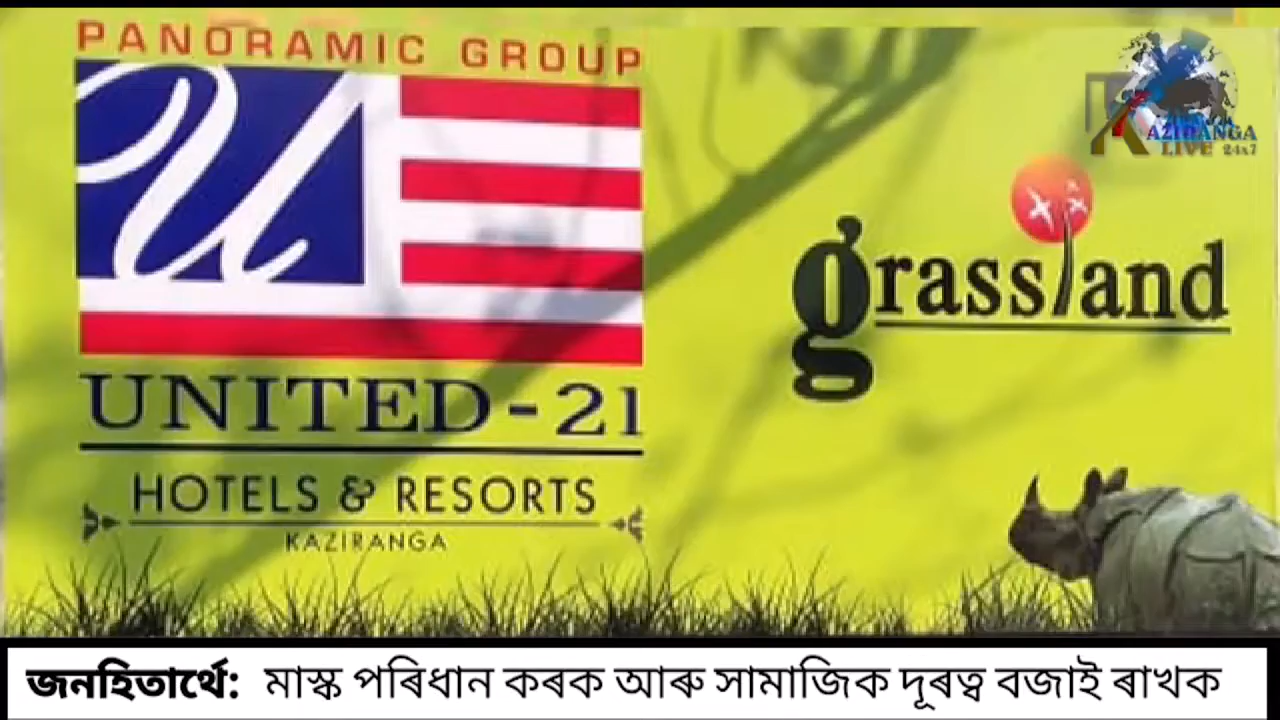 PANORAMIC GROUP
UNITED-21
HOTELS & RESORTS
KAZIRANGA
grassland
KAZIRANGA
LIVE 24x7
জনহিতাৰ্থে: মাস্ক পৰিধান কৰক আৰু সামাজিক দূৰত্ব বজাই ৰাখক